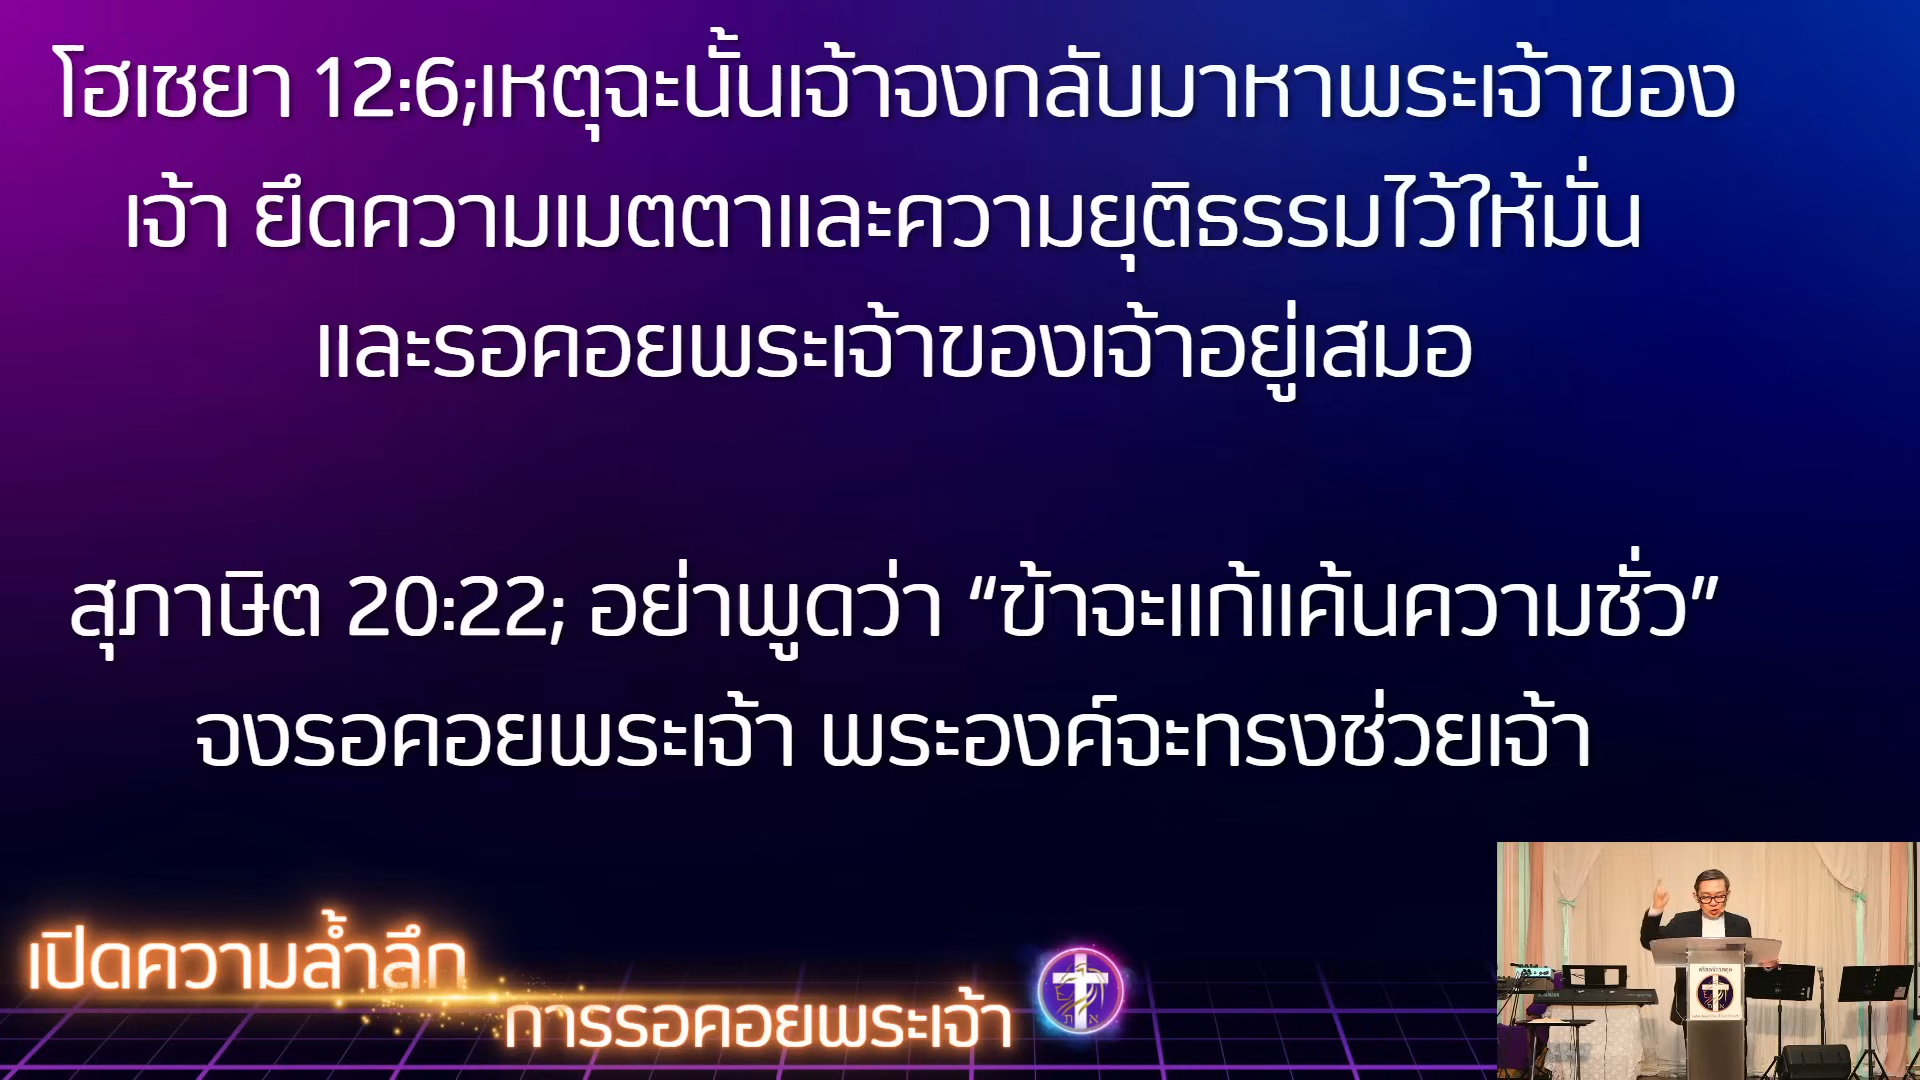 โฮเชยา 12:6;เหตุฉะนั้นเจ้าจงกลับมาหาพระเจ้าของ
เจ้า ยึดความเมตตาและความยุติธรรมไว้ให้มั่น
และรอคอยพระเจ้าของเจ้าอยู่เสมอ
สุภาษิต 20:22; อย่าพูดว่า “ข้าจะแก้แค้นความชั่ว”
จงรอคอยพระเจ้า พระองค์จะทรงช่วยเจ้า
เปิดความล้ำลึก
การรอคอยพระเจ้า